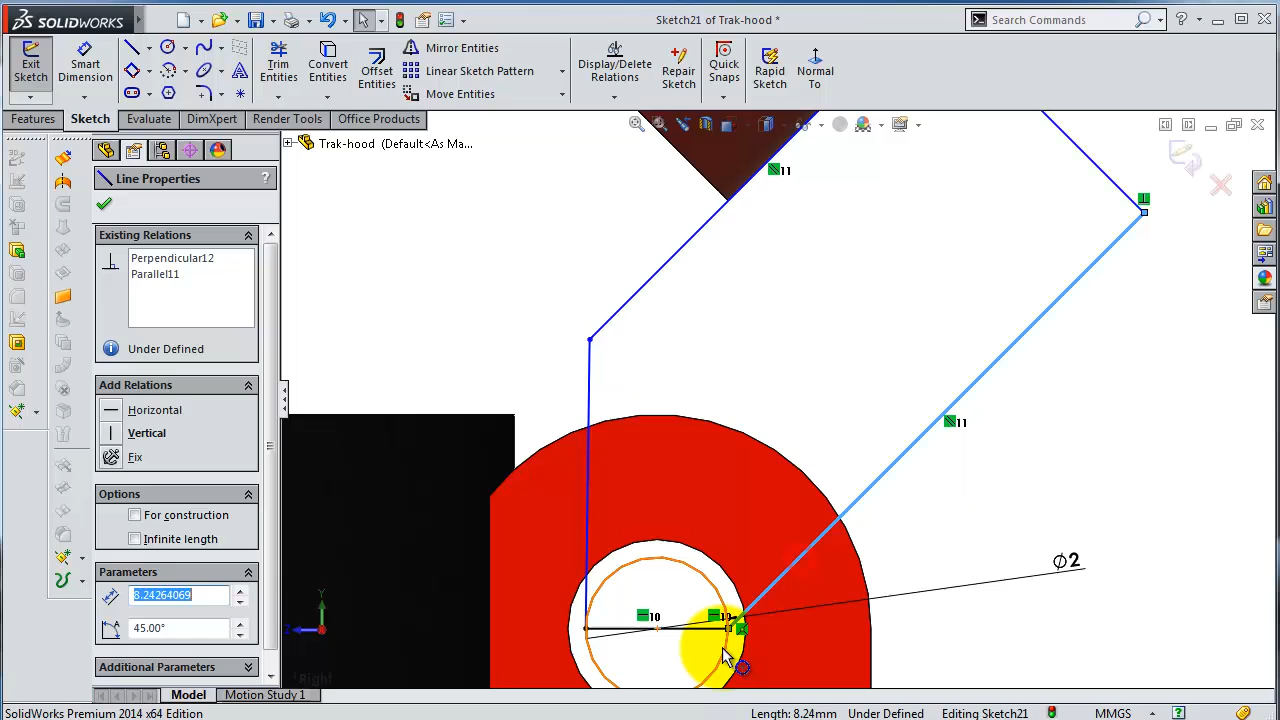 SOLIDWORKS
Sketch21 of Trak-hood *
Search Commands
Exit Sketch
Smart Dimension
Trim Entities
Convert Entities
Offset Entities
Mirror Entities
Linear Sketch Pattern
Move Entities
Display/Delete Relations
Repair Sketch
Quick Snaps
Rapid Sketch
Normal To
Features
Sketch
Evaluate
DimXpert
Render Tools
Office Products
Trak-hood (Default<As Ma...
Line Properties
?
Existing Relations
Perpendicular12
Parallel11
Under Defined
Add Relations
Horizontal
Vertical
Fix
Options
For construction
Infinite length
Parameters
8.24264069
45.00°
Additional Parameters
11
11
∅2
10
Y
Z
Right
Model
Motion Study 1
SolidWorks Premium 2014 x64 Edition
Length: 8.24mm
Under Defined
Editing Sketch21
MMGS
?